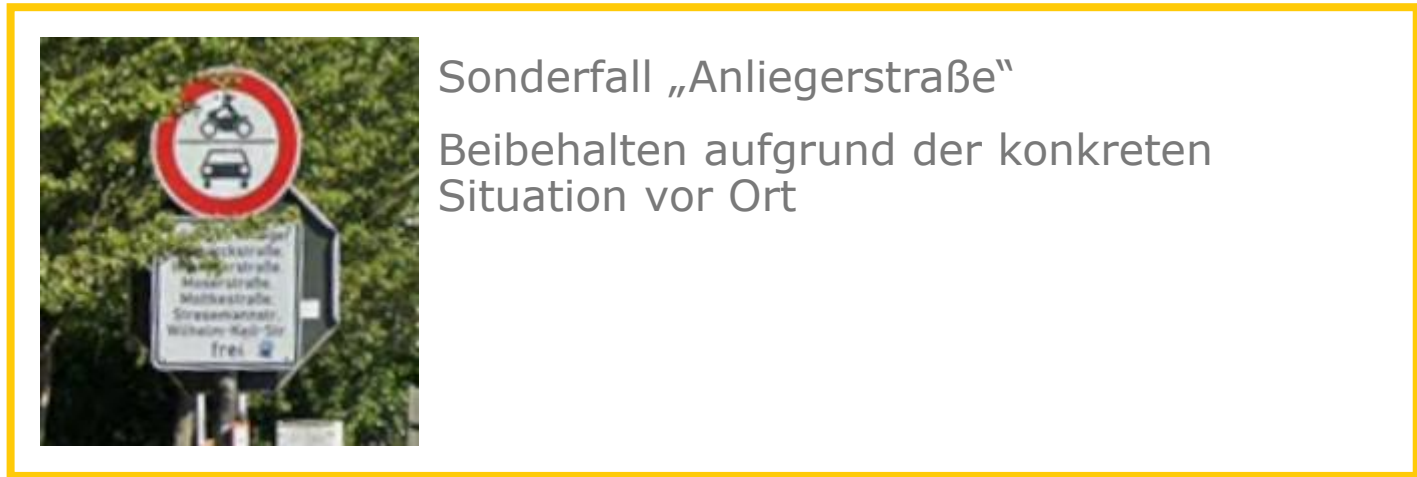 Sonderfall „Anliegerstraße“
Beibehalten aufgrund der konkreten
Situation vor Ort
Moserstraße,
Moltkestraße,
Stresemannstr.,
Wilhelm-Keil-Str
frei